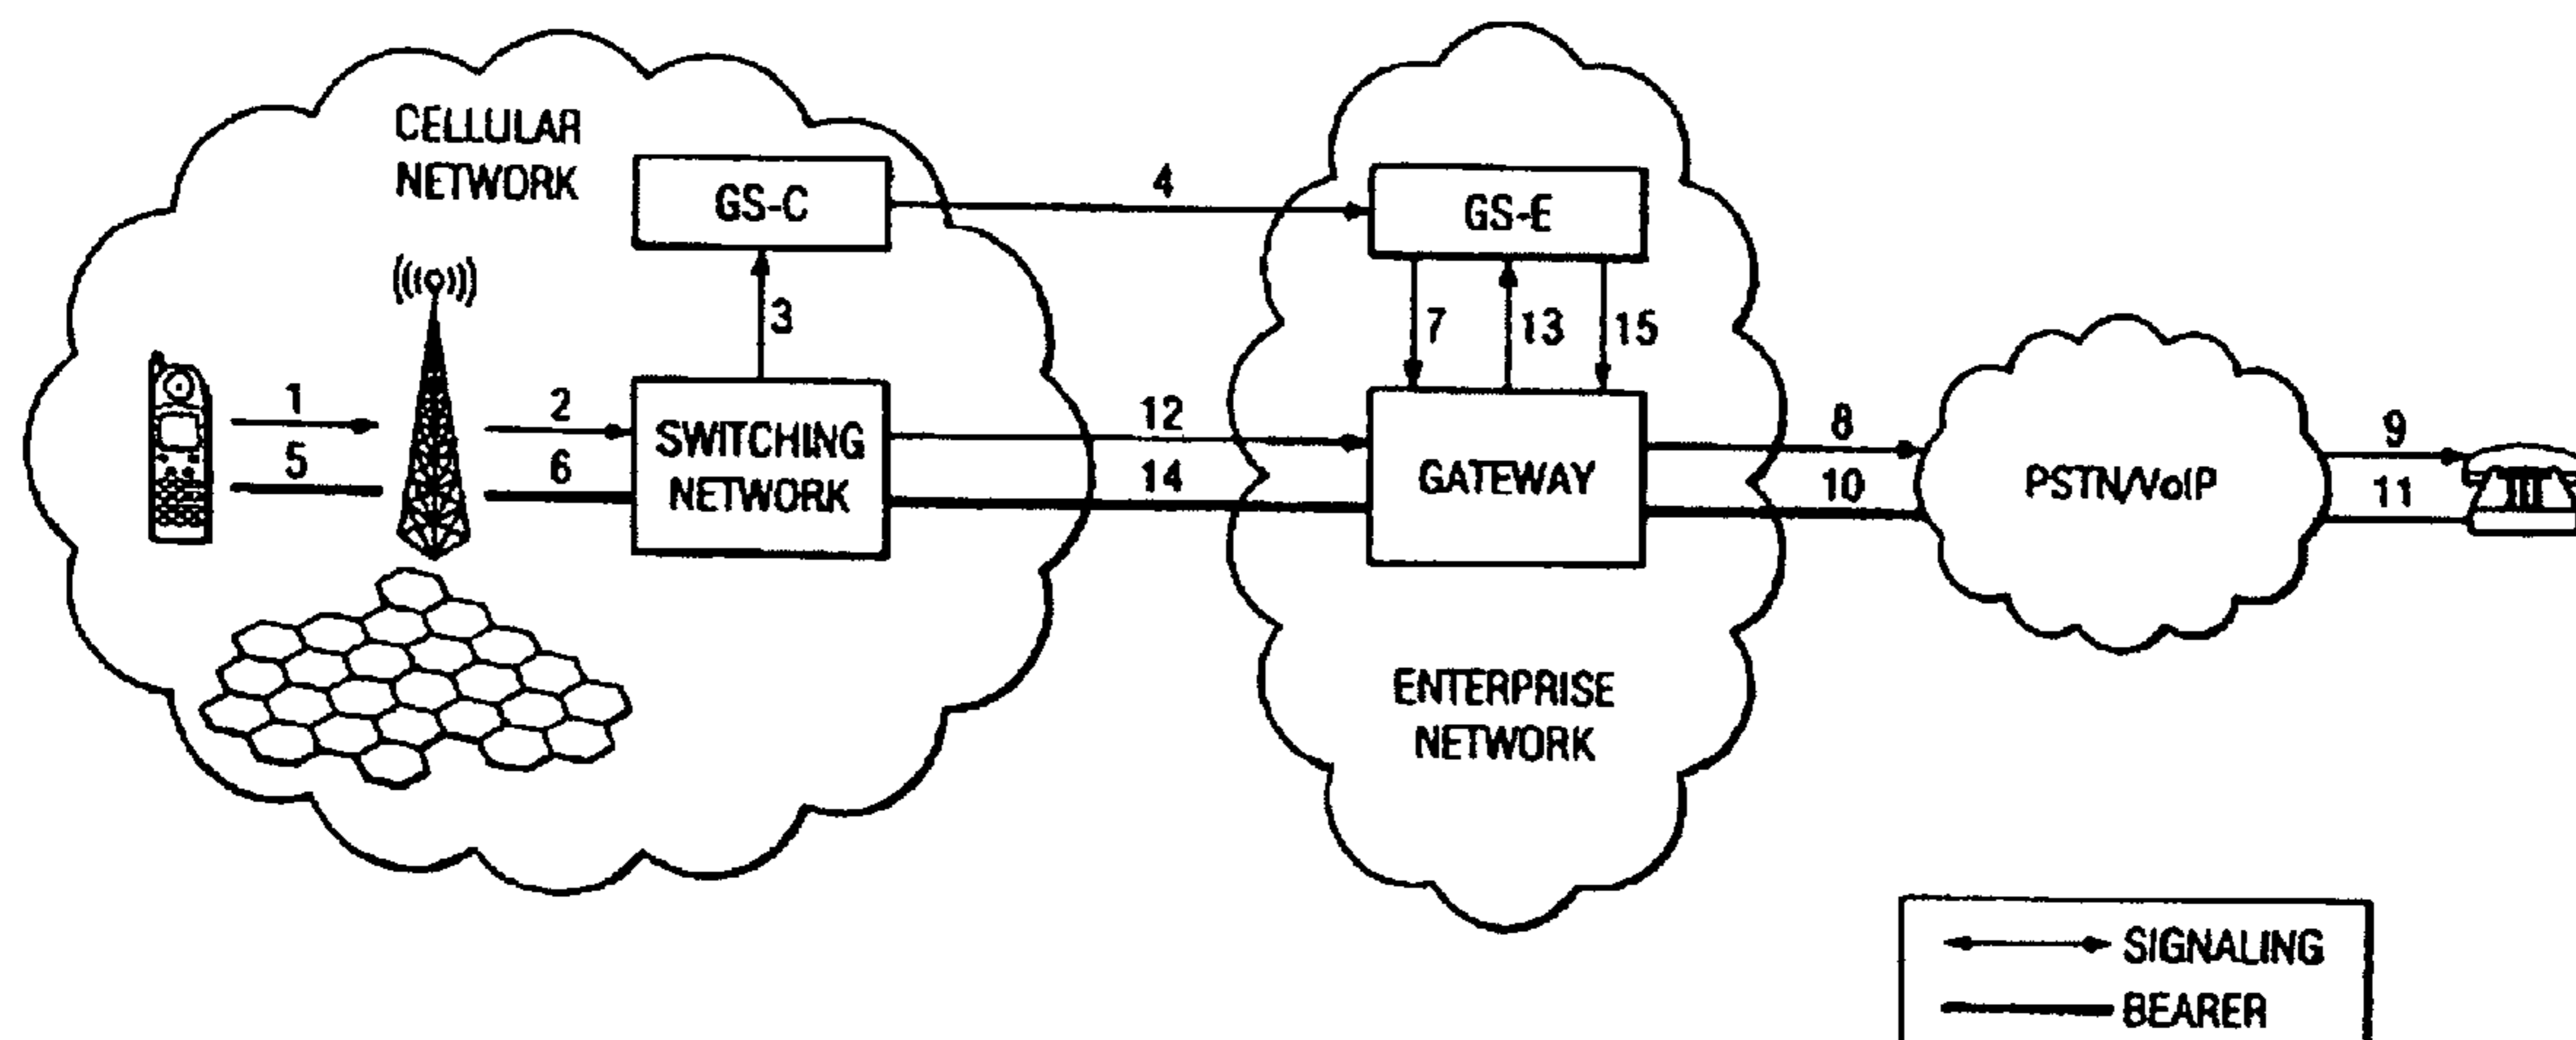 CELLULAR
NETWORK
GS-C
4
GS-E
3
7
13
15
1
2
5
6
SWITCHING
NETWORK
12
14
GATEWAY
8
10
PSTN/VoIP
9
11
ENTERPRISE
NETWORK
SIGNALING
BEARER